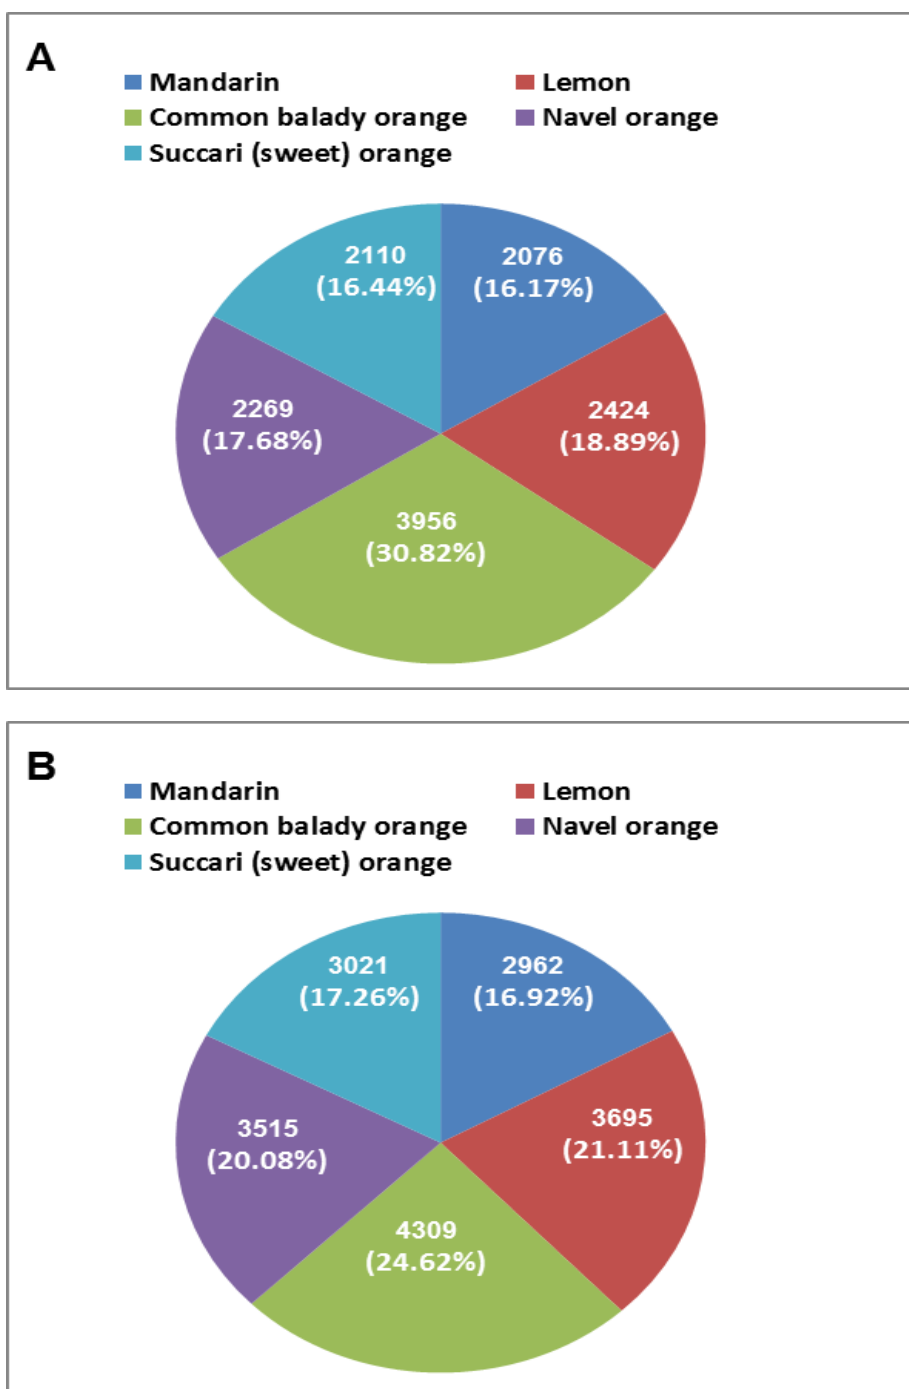 A
Mandarin
Lemon
Common balady orange
Navel orange
Succari (sweet) orange
2110
(16.44%)
2076
(16.17%)
2269
(17.68%)
2424
(18.89%)
3956
(30.82%)
B
Mandarin
Lemon
Common balady orange
Navel orange
Succari (sweet) orange
3021
(17.26%)
2962
(16.92%)
3515
(20.08%)
3695
(21.11%)
4309
(24.62%)